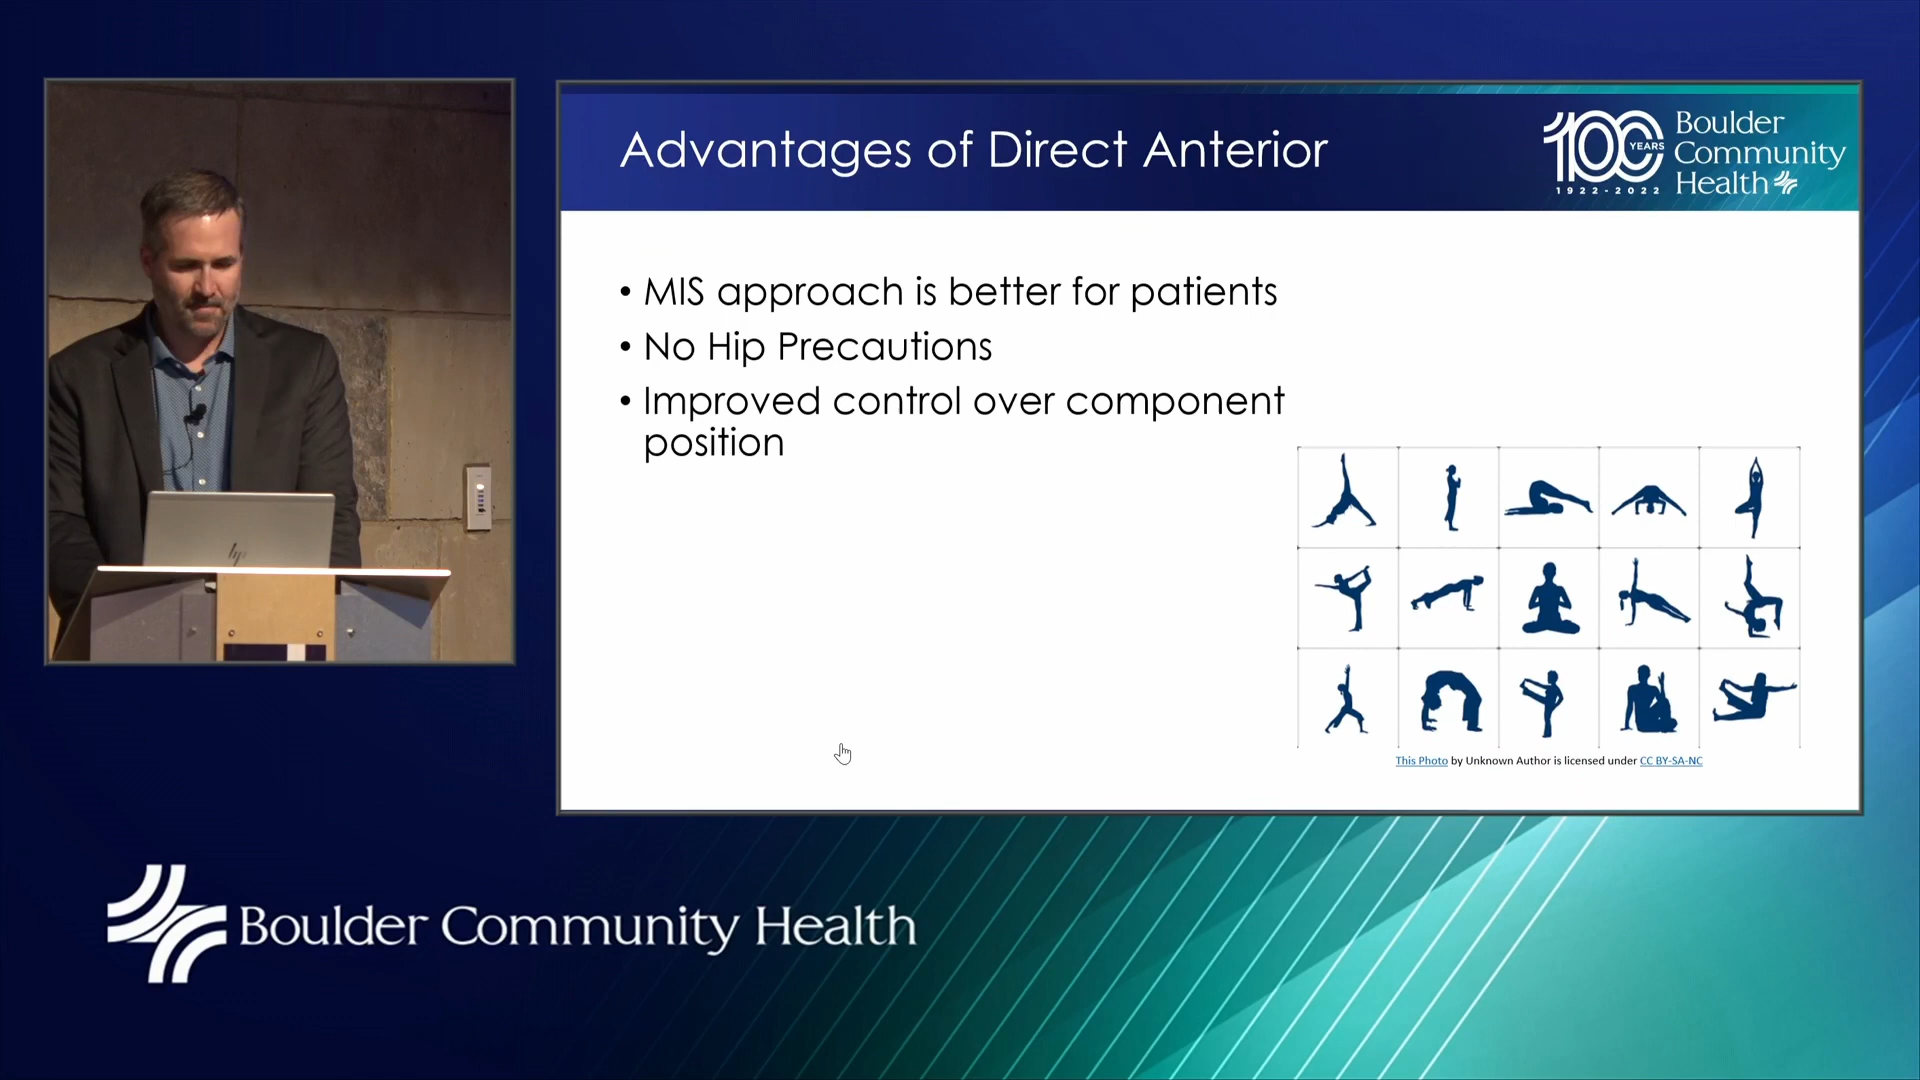 Advantages of Direct Anterior
100
YEARS
1922-2022
Boulder
Community
Health
• MIS approach is better for patients
• No Hip Precautions
• Improved control over component
position
This Photo by Unknown Author is licensed under CC BY-SA-NC
hp
Boulder Community Health